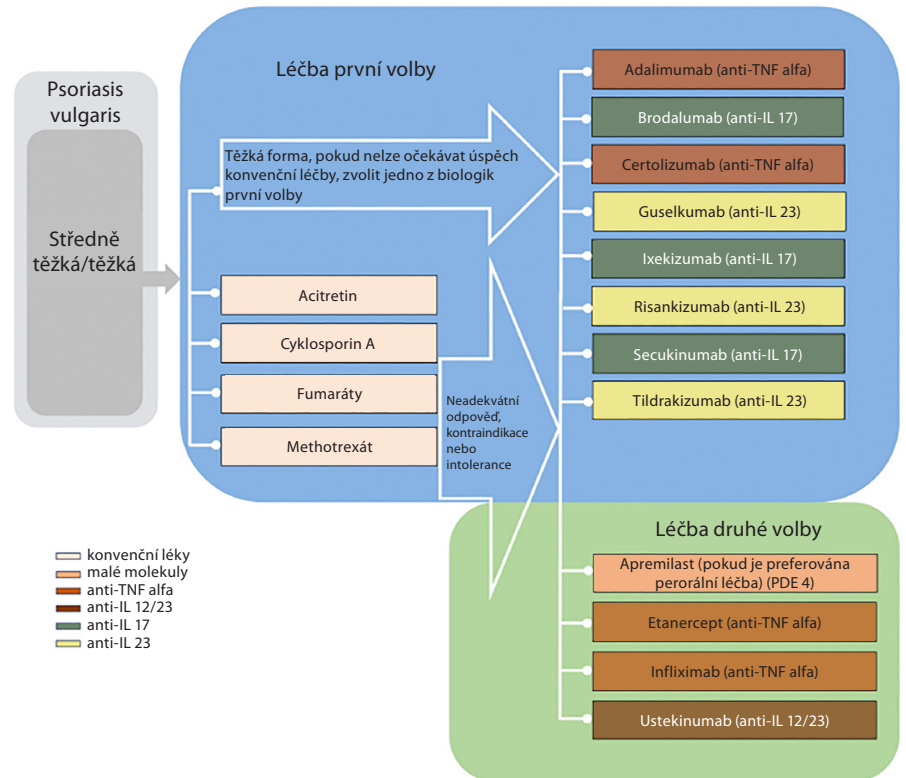 Psoriasis
vulgaris
Středně
těžká/těžká
Léčba první volby
Těžká forma, pokud nelze očekávat úspěch
konvenční léčby, zvolit jedno z biologik
první volby
Acitretin
Cyklosporin A
Fumaráty
Methotrexát
Neadekvátní
odpověď,
kontraindikace
nebo
intolerance
Adalimumab (anti-TNF alfa)
Brodalumab (anti-IL 17)
Certolizumab (anti-TNF alfa)
Guselkumab (anti-IL 23)
Ixekizumab (anti-IL 17)
Risankizumab (anti-IL 23)
Secukinumab (anti-IL 17)
Tildrakizumab (anti-IL 23)
Léčba druhé volby
Apremilast (pokud je preferována
perorální léčba) (PDE 4)
Etanercept (anti-TNF alfa)
Infliximab (anti-TNF alfa)
Ustekinumab (anti-IL 12/23)
konvenční léky
malé molekuly
anti-TNF alfa
anti-IL 12/23
anti-IL 17
anti-IL 23